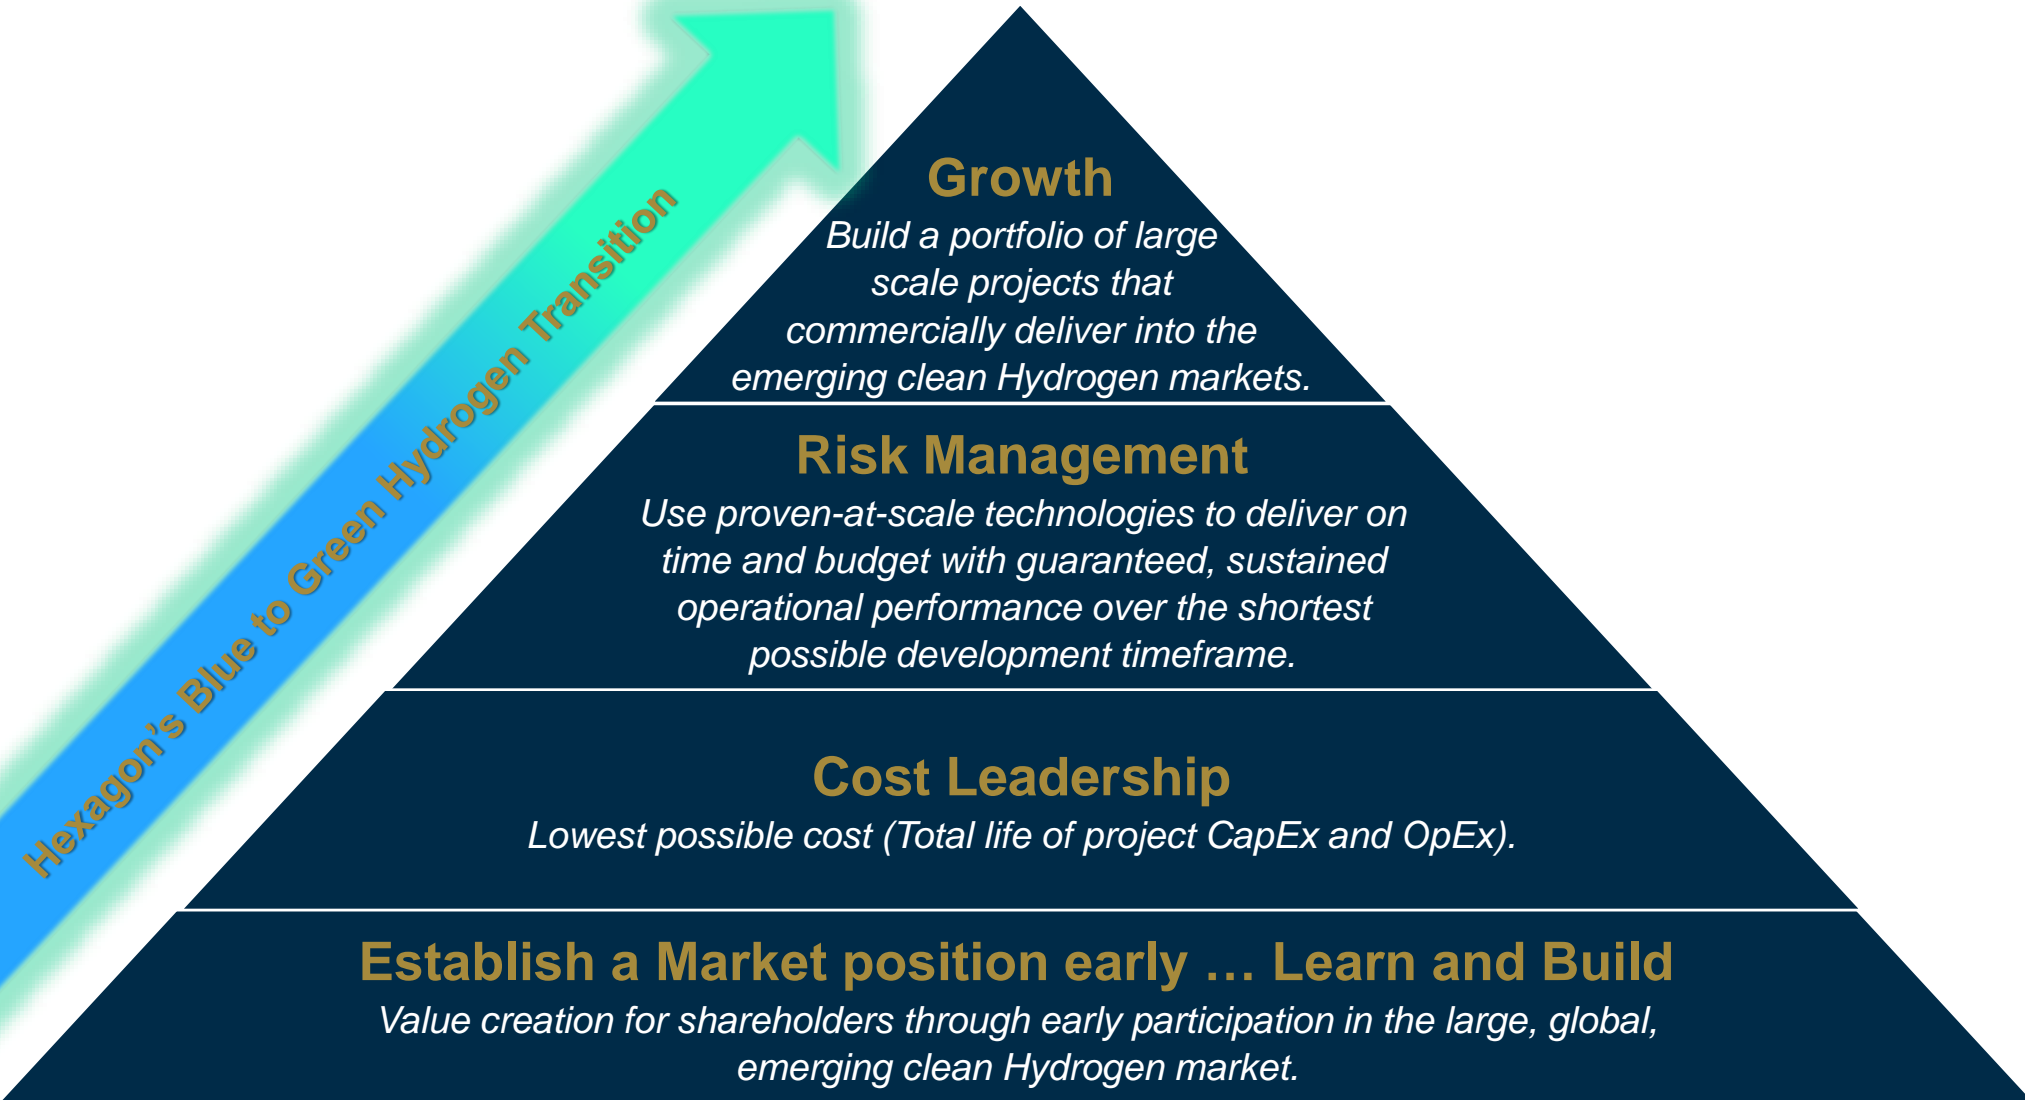 Hexagon's Blue to Green Hydrogen Transition
Growth
Build a portfolio of large
scale projects that
commercially deliver into the
emerging clean Hydrogen markets.
Risk Management
Use proven-at-scale technologies to deliver on
time and budget with guaranteed, sustained
operational performance over the shortest
possible development timeframe.
Cost Leadership
Lowest possible cost (Total life of project CapEx and OpEx).
Establish a Market position early … Learn and Build
Value creation for shareholders through early participation in the large, global,
emerging clean Hydrogen market.